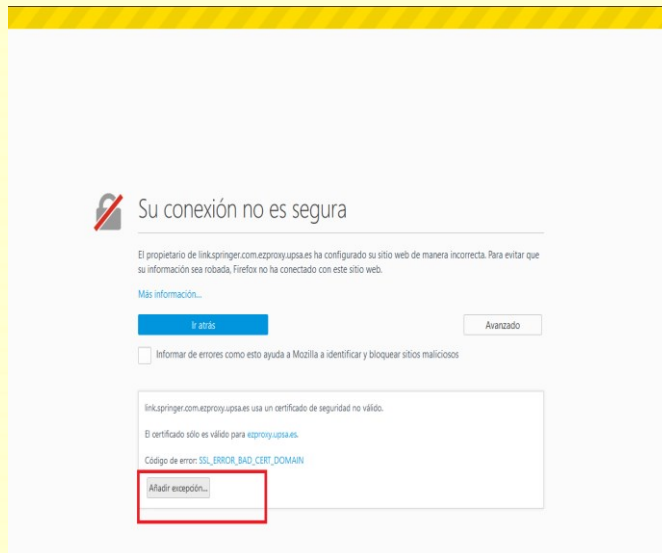 Su conexión no es segura
El propietario de link.springer.com.ezproxy.upsa.es ha configurado su sitio web de manera incorrecta. Para evitar que
su información sea robada, Firefox no ha conectado con este sitio web.
Más información...
Ir atrás
Avanzado
Informar de errores como esto ayuda a Mozilla a identificar y bloquear sitios maliciosos
link.springer.com.ezproxy.upsa.es usa un certificado de seguridad no válido.
El certificado sólo es válido para ezproxy.upsa.es.
Código de error: SSL_ERROR_BAD_CERT_DOMAIN
Añadir excepción...